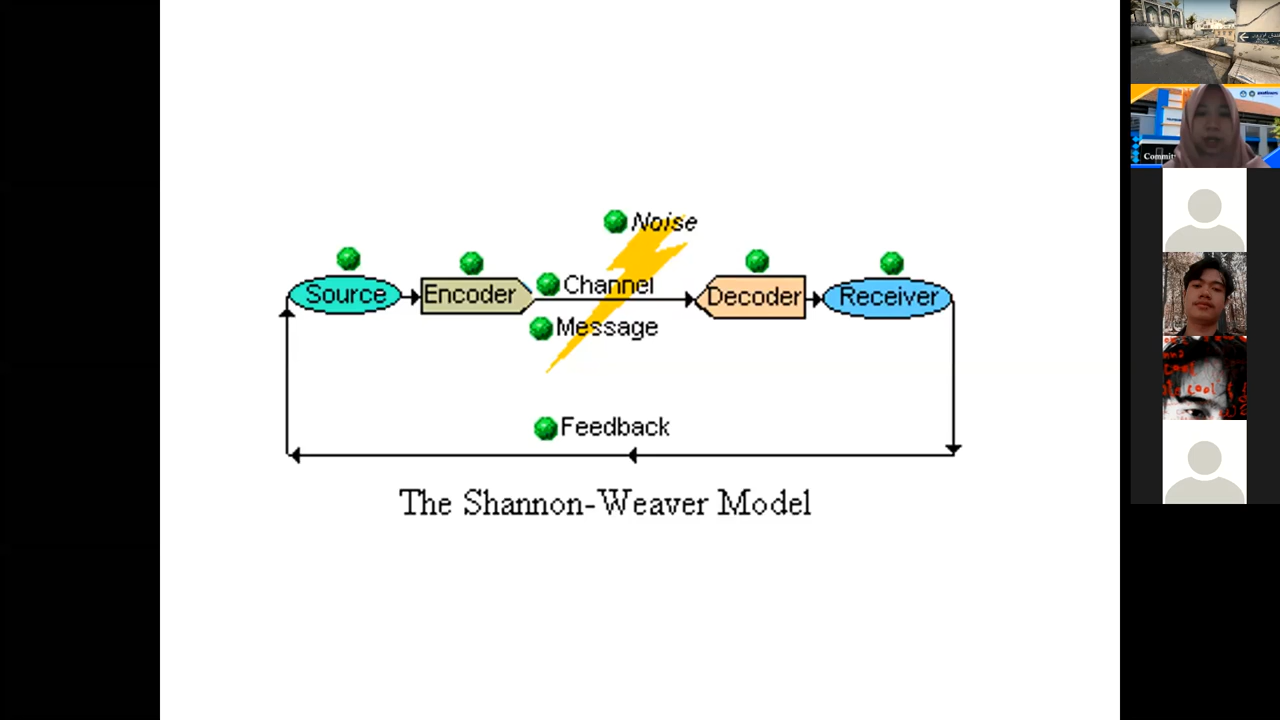 Noise
Channel
Source
Encoder
Decoder
Receiver
Message
Feedback
The Shannon-Weaver Model